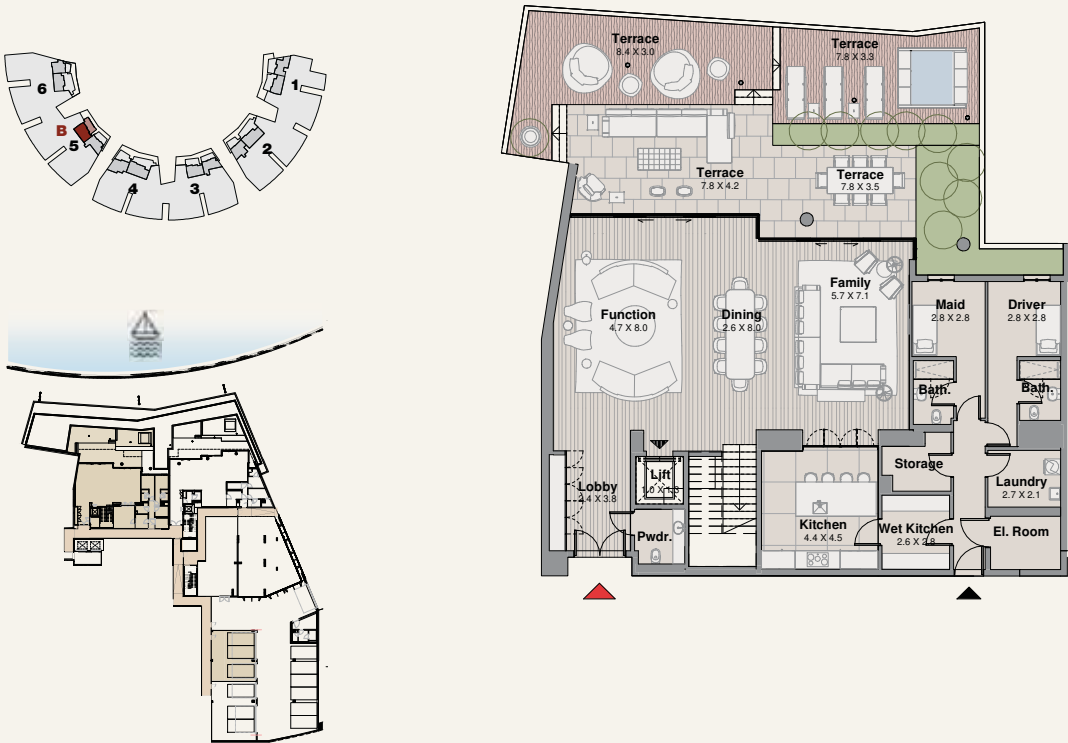 6
B
5
4
3
2
1
Terrace
8.4 X 3.0
Terrace
7.8 X 3.3
Terrace
7.8 X 4.2
Terrace
7.8 X 3.5
Function
4.7 X 8.0
Dining
2.6 X 8.0
Family
5.7 X 7.1
Maid
2.8 X 2.8
Driver
2.8 X 2.8
Bath.
Bath.
Lobby
2.4 X 3.8
Lift
Pwdr.
Kitchen
4.4 X 4.5
Storage
Wet Kitchen
2.6 X 2.8
Laundry
2.7 X 2.1
El. Room